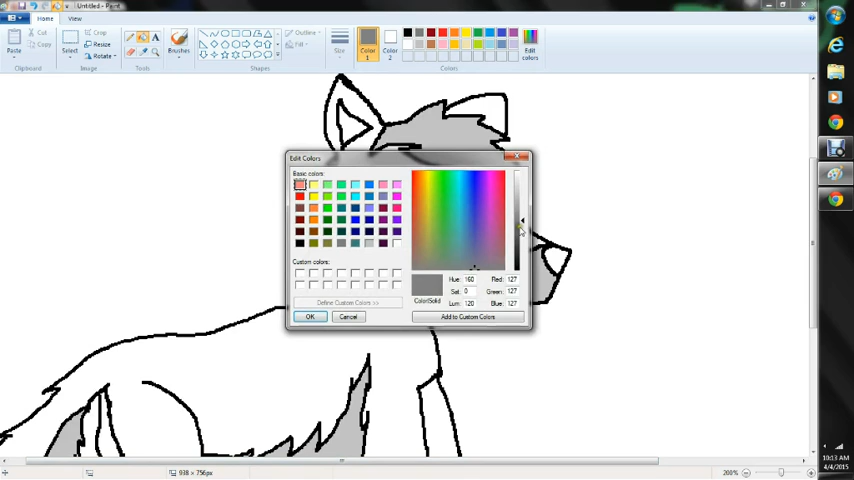 Untitled - Paint
Home View
Paste
Cut
Copy
Clipboard
Select
Crop
Resize
Rotate
Image
A
Tools
Brushes
Shapes
Outline
Fill
Size
Color 1
Color 2
Colors
Edit colors
Edit Colors
Basic colors:
Custom colors:
Define Custom Colors >>
OK Cancel
Color|Solid
Hue: 160 Red: 127
Sat: 0 Green: 127
Lum: 120 Blue: 127
Add to Custom Colors
938 × 756px
200%
10:13 AM
4/4/2015